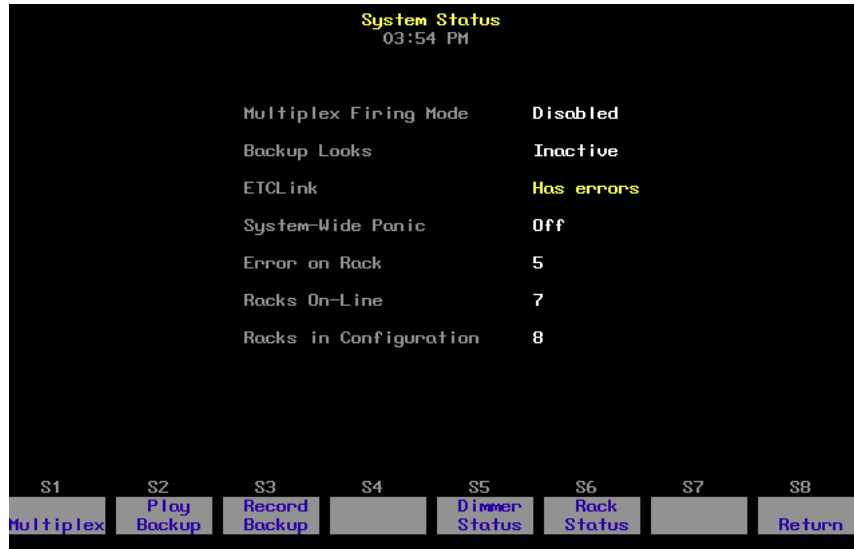 System Status
03:54 PM
Multiplex Firing Mode Disabled
Backup Looks Inactive
ETCLink Has errors
System-Wide Panic Off
Error on Rack 5
Racks On-Line 7
Racks in Configuration 8
S1 S2 S3 S4 S5 S6 S7 S8
Play Record Dimmer Rack
Multiplex Backup Backup Status Status Return